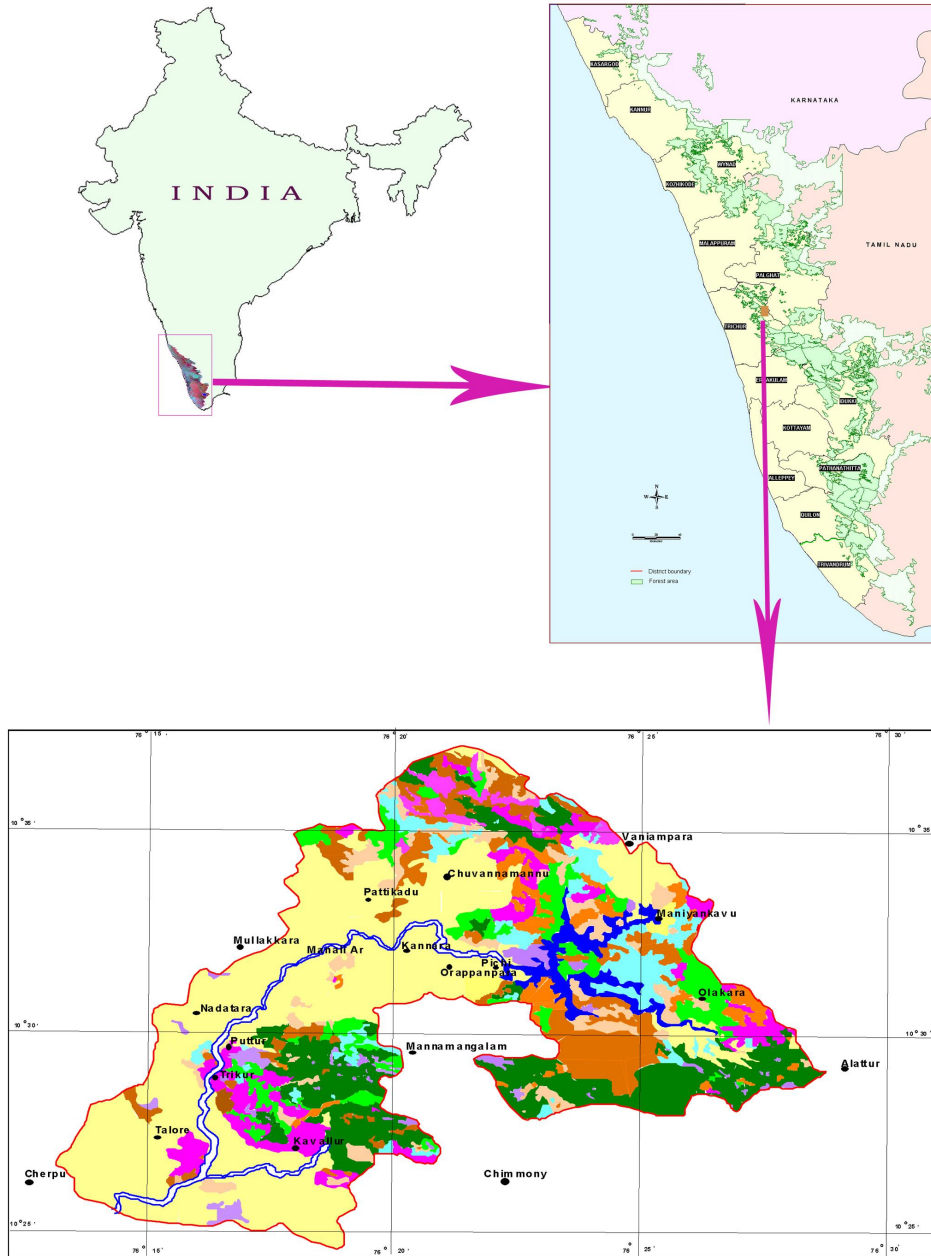 INDIA
KASARGOD
KARNATAKA
KANNUR
WYNAD
KOZHIKODE
MALAPPURAM
TAMIL NADU
PALGHAT
TRICHUR
ERNAKULAM
IDUKKI
KOTTAYAM
PATHANATHITTA
ALLEPPEY
QUILON
TRIVANDRUM
N
W E
S
District boundary
Forest area
76° 15' 76° 20' 76° 25' 76° 30'
10° 35' 10° 35'
Vaniampara
Chuvannamannu
Pattikadu
Maniyankavu
Mullakkara
Manali Ar
Kannara
Pichi
Orappanpara
Olakara
Nadatara
10° 30' 10° 30'
Puttur
Mannamangalam
Alattur
Trikur
Talore
Kavallur
Cherpu
Chimmony
10° 25' 10° 25'
76° 15' 76° 20' 76° 25' 76° 30'